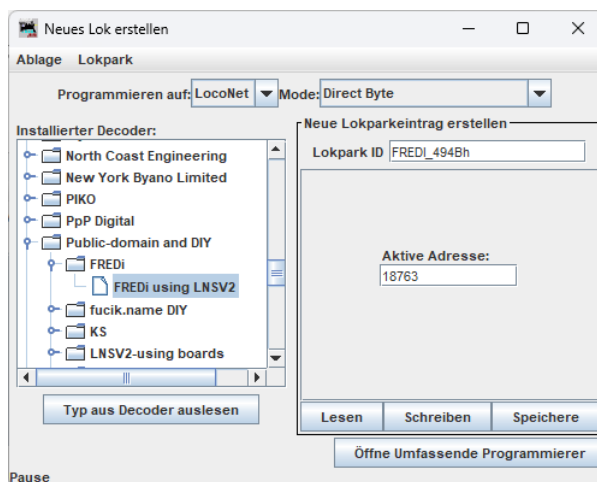 Neues Lok erstellen
Ablage Lokpark
Programmieren auf: LocoNet Mode: Direct Byte
Installierter Decoder:
North Coast Engineering
New York Byano Limited
PIKO
PpP Digital
Public-domain and DIY
FREDi
FREDi using LNSV2
fucik.name DIY
KS
LNSV2-using boards
Typ aus Decoder auslesen
Neue Lokparkeintrag erstellen
Lokpark ID FREDI_494Bh
Aktive Adresse:
18763
Lesen Schreiben Speichere
Öffne Umfassende Programmierer
Pause